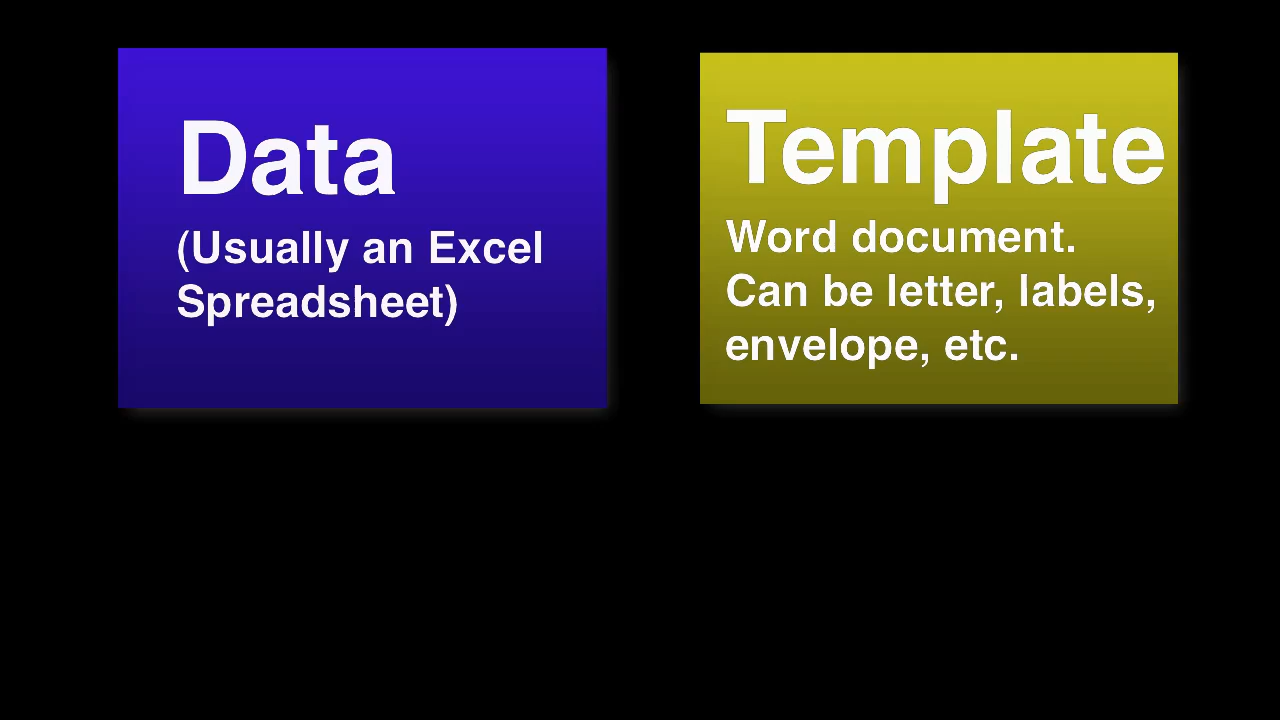 Data
(Usually an Excel
Spreadsheet)
Template
Word document.
Can be letter, labels,
envelope, etc.